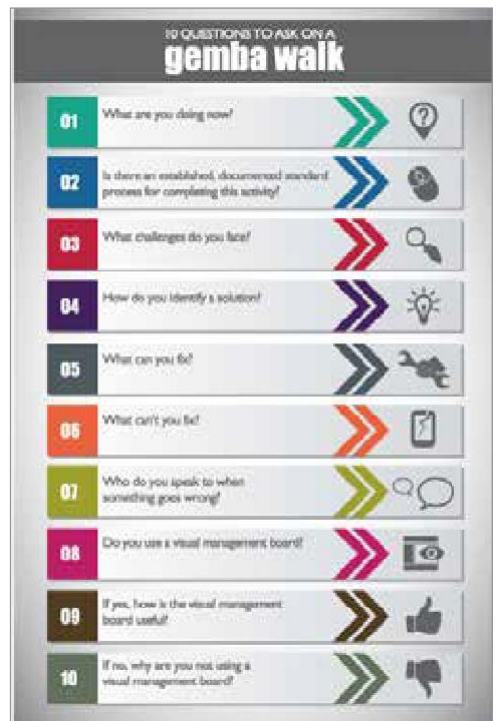 10 QUESTIONS TO ASK ON A
gemba walk
01
What are you doing now?
02
Is there an established, documented standard
process for completing this activity?
03
What challenges do you face?
04
How do you identify a solution?
05
What can you fix?
06
What can't you fix?
07
Who do you speak to when
something goes wrong?
08
Do you use a visual management board?
09
If yes, how is the visual management
board useful?
10
If no, why are you not using a
visual management board?